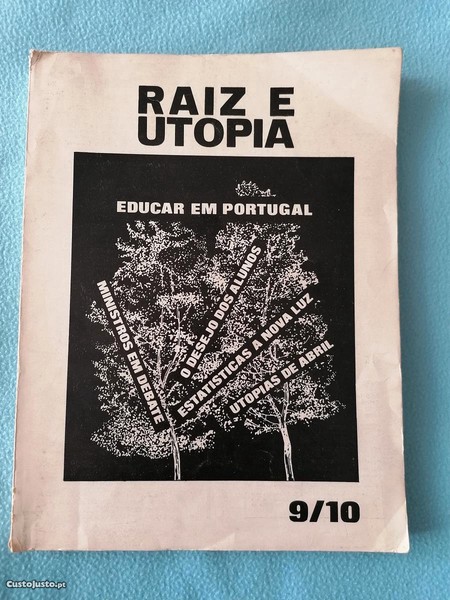 RAIZ E
UTOPIA
EDUCAR EM PORTUGAL
MINISTROS EM DEBATE
O DESEJO DOS ALUNOS
ESTATÍSTICAS A NOVA LUZ
UTOPIAS DE ABRIL
9/10
CustoJusto.pt